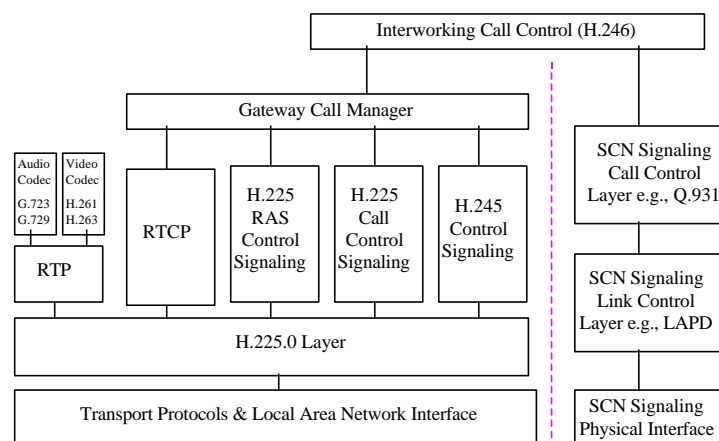 Interworking Call Control (H.246)
Gateway Call Manager
Audio
Codec
G.723
G.729
Video
Codec
H.261
H.263
RTP
RTCP
H.225
RAS
Control
Signaling
H.225
Call
Control
Signaling
H.245
Control
Signaling
SCN Signaling
Call Control
Layer e.g., Q.931
SCN Signaling
Link Control
Layer e.g., LAPD
H.225.0 Layer
Transport Protocols & Local Area Network Interface
SCN Signaling
Physical Interface